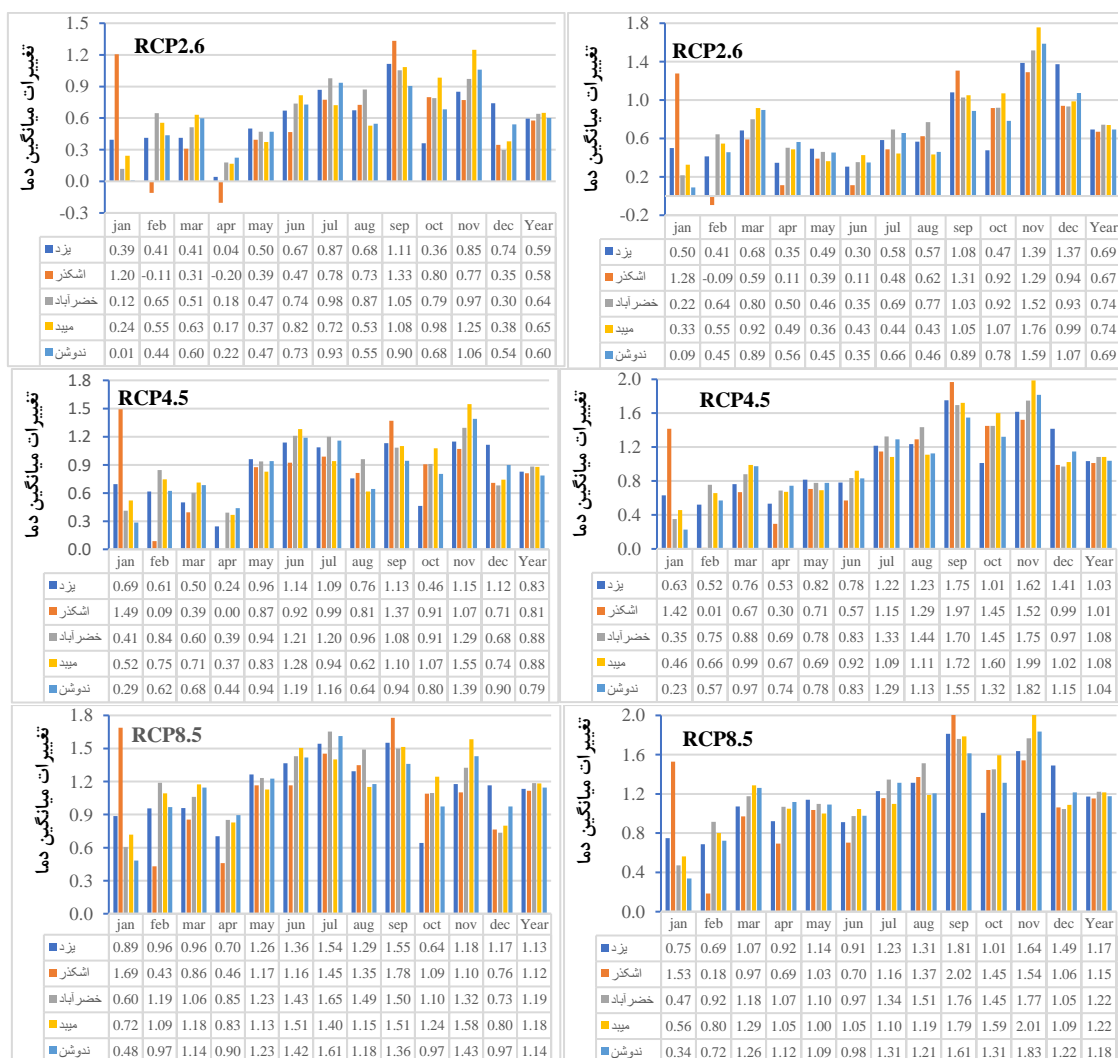 RCP2.6
تغییرات میانگین دما
1.5
1.2
0.9
0.6
0.3
0.0
-0.3
jan feb mar apr may jun jul aug sep oct nov dec Year
یزد 0.39 0.41 0.41 0.04 0.50 0.67 0.87 0.68 1.11 0.36 0.85 0.74 0.59
اشکذر 1.20 -0.11 0.31 -0.20 0.39 0.47 0.78 0.73 1.33 0.80 0.77 0.35 0.58
خضرآباد 0.12 0.65 0.51 0.18 0.47 0.74 0.98 0.87 1.05 0.79 0.97 0.30 0.64
میبد 0.24 0.55 0.63 0.17 0.37 0.82 0.72 0.53 1.08 0.98 1.25 0.38 0.65
ندوشن 0.01 0.44 0.60 0.22 0.47 0.73 0.93 0.55 0.90 0.68 1.06 0.54 0.60
RCP2.6
تغییرات میانگین دما
1.8
1.4
1.0
0.6
0.2
-0.2
jan feb mar apr may jun jul aug sep oct nov dec Year
یزد 0.50 0.41 0.68 0.35 0.49 0.30 0.58 0.57 1.08 0.47 1.39 1.37 0.69
اشکذر 1.28 -0.09 0.59 0.11 0.39 0.11 0.48 0.62 1.31 0.92 1.29 0.94 0.67
خضرآباد 0.22 0.64 0.80 0.50 0.46 0.35 0.69 0.77 1.03 0.92 1.52 0.93 0.74
میبد 0.33 0.55 0.92 0.49 0.36 0.43 0.44 0.43 1.05 1.07 1.76 0.99 0.74
ندوشن 0.09 0.45 0.89 0.56 0.45 0.35 0.66 0.46 0.89 0.78 1.59 1.07 0.69
RCP4.5
تغییرات میانگین دما
1.8
1.5
1.2
0.9
0.6
0.3
0.0
jan feb mar apr may jun jul aug sep oct nov dec Year
یزد 0.69 0.61 0.50 0.24 0.96 1.14 1.09 0.76 1.13 0.46 1.15 1.12 0.83
اشکذر 1.49 0.09 0.39 0.00 0.87 0.92 0.99 0.81 1.37 0.91 1.07 0.71 0.81
خضرآباد 0.41 0.84 0.60 0.39 0.94 1.21 1.20 0.96 1.08 0.91 1.29 0.68 0.88
میبد 0.52 0.75 0.71 0.37 0.83 1.28 0.94 0.62 1.10 1.07 1.55 0.74 0.88
ندوشن 0.29 0.62 0.68 0.44 0.94 1.19 1.16 0.64 0.94 0.80 1.39 0.90 0.79
RCP4.5
تغییرات میانگین دما
2.0
1.6
1.2
0.8
0.4
0.0
jan feb mar apr may jun jul aug sep oct nov dec Year
یزد 0.63 0.52 0.76 0.53 0.82 0.78 1.22 1.23 1.75 1.01 1.62 1.41 1.03
اشکذر 1.42 0.01 0.67 0.30 0.71 0.57 1.15 1.29 1.97 1.45 1.52 0.99 1.01
خضرآباد 0.35 0.75 0.88 0.69 0.78 0.83 1.33 1.44 1.70 1.45 1.75 0.97 1.08
میبد 0.46 0.66 0.99 0.67 0.69 0.92 1.09 1.11 1.72 1.60 1.99 1.02 1.08
ندوشن 0.23 0.57 0.97 0.74 0.78 0.83 1.29 1.13 1.55 1.32 1.82 1.15 1.04
RCP8.5
تغییرات میانگین دما
1.8
1.5
1.2
0.9
0.6
0.3
0.0
jan feb mar apr may jun jul aug sep oct nov dec Year
یزد 0.89 0.96 0.96 0.70 1.26 1.36 1.54 1.29 1.55 0.64 1.18 1.17 1.13
اشکذر 1.69 0.43 0.86 0.46 1.17 1.16 1.45 1.35 1.78 1.09 1.10 0.76 1.12
خضرآباد 0.60 1.19 1.06 0.85 1.23 1.43 1.65 1.49 1.50 1.10 1.32 0.73 1.19
میبد 0.72 1.09 1.18 0.83 1.13 1.51 1.40 1.15 1.51 1.24 1.58 0.80 1.18
ندوشن 0.48 0.97 1.14 0.90 1.23 1.42 1.61 1.18 1.36 0.97 1.43 0.97 1.14
RCP8.5
تغییرات میانگین دما
2.0
1.6
1.2
0.8
0.4
0.0
jan feb mar apr may jun jul aug sep oct nov dec Year
یزد 0.75 0.69 1.07 0.92 1.14 0.91 1.23 1.31 1.81 1.01 1.64 1.49 1.17
اشکذر 1.53 0.18 0.97 0.69 1.03 0.70 1.16 1.37 2.02 1.45 1.54 1.06 1.15
خضرآباد 0.47 0.92 1.18 1.07 1.10 0.97 1.34 1.51 1.76 1.45 1.77 1.05 1.22
میبد 0.56 0.80 1.29 1.05 1.00 1.05 1.10 1.19 1.79 1.59 2.01 1.09 1.22
ندوشن 0.34 0.72 1.26 1.12 1.09 0.98 1.31 1.21 1.61 1.31 1.83 1.22 1.18